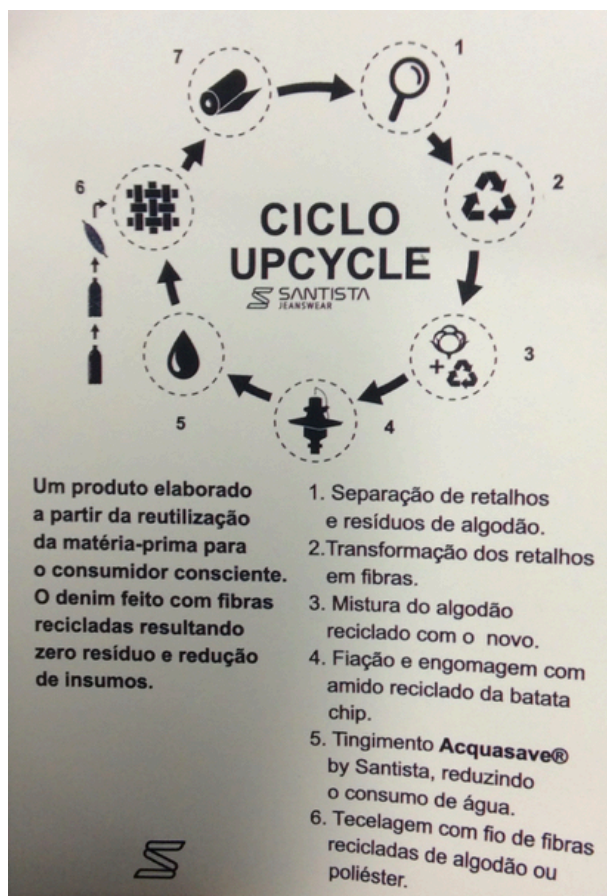 7
1
6
2
CICLO
UPCYCLE
SANTISTA
JEANSWEAR
3
5
4
Um produto elaborado
a partir da reutilização
da matéria-prima para
o consumidor consciente.
O denim feito com fibras
recicladas resultando
zero resíduo e redução
de insumos.
1. Separação de retalhos
e resíduos de algodão.
2.Transformação dos retalhos
em fibras.
3. Mistura do algodão
reciclado com o novo.
4. Fiação e engomagem com
amido reciclado da batata
chip.
5. Tingimento Acquasave®
by Santista, reduzindo
o consumo de água.
6. Tecelagem com fio de fibras
recicladas de algodão ou
poliéster.